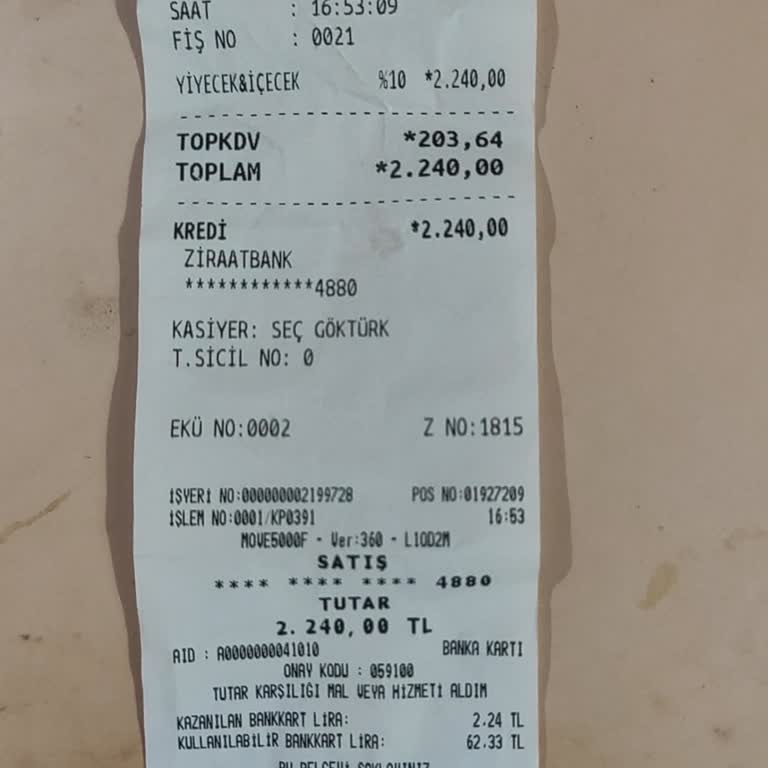 SAAT : 16:53:09
FİŞ NO : 0021
YİYECEK&İÇECEK %10 *2.240,00
TOPKDV *203,64
TOPLAM *2.240,00
KREDİ *2.240,00
ZİRAATBANK
************4880
KASİYER: SEÇ GÖKTÜRK
T.SİCİL NO: 0
EKÜ NO:0002 Z NO:1815
İŞYERİ NO:000000002199728 POS NO:01927209
İŞLEM NO:0001/KP0391 16:53
MOVE5000F - Ver:360 - L10D2M
SATIŞ
**** **** **** 4880
TUTAR
2.240,00 TL
AID : A0000000041010 BANKA KARTI
ONAY KODU : 059100
TUTAR KARŞILIĞI MAL VEYA HİZMETİ ALDIM
KAZANILAN BANKKART LİRA: 2.24 TL
KULLANILABİLİR BANKKART LİRA: 62.33 TL
BU BELGEYİ SAKLAYINIZ